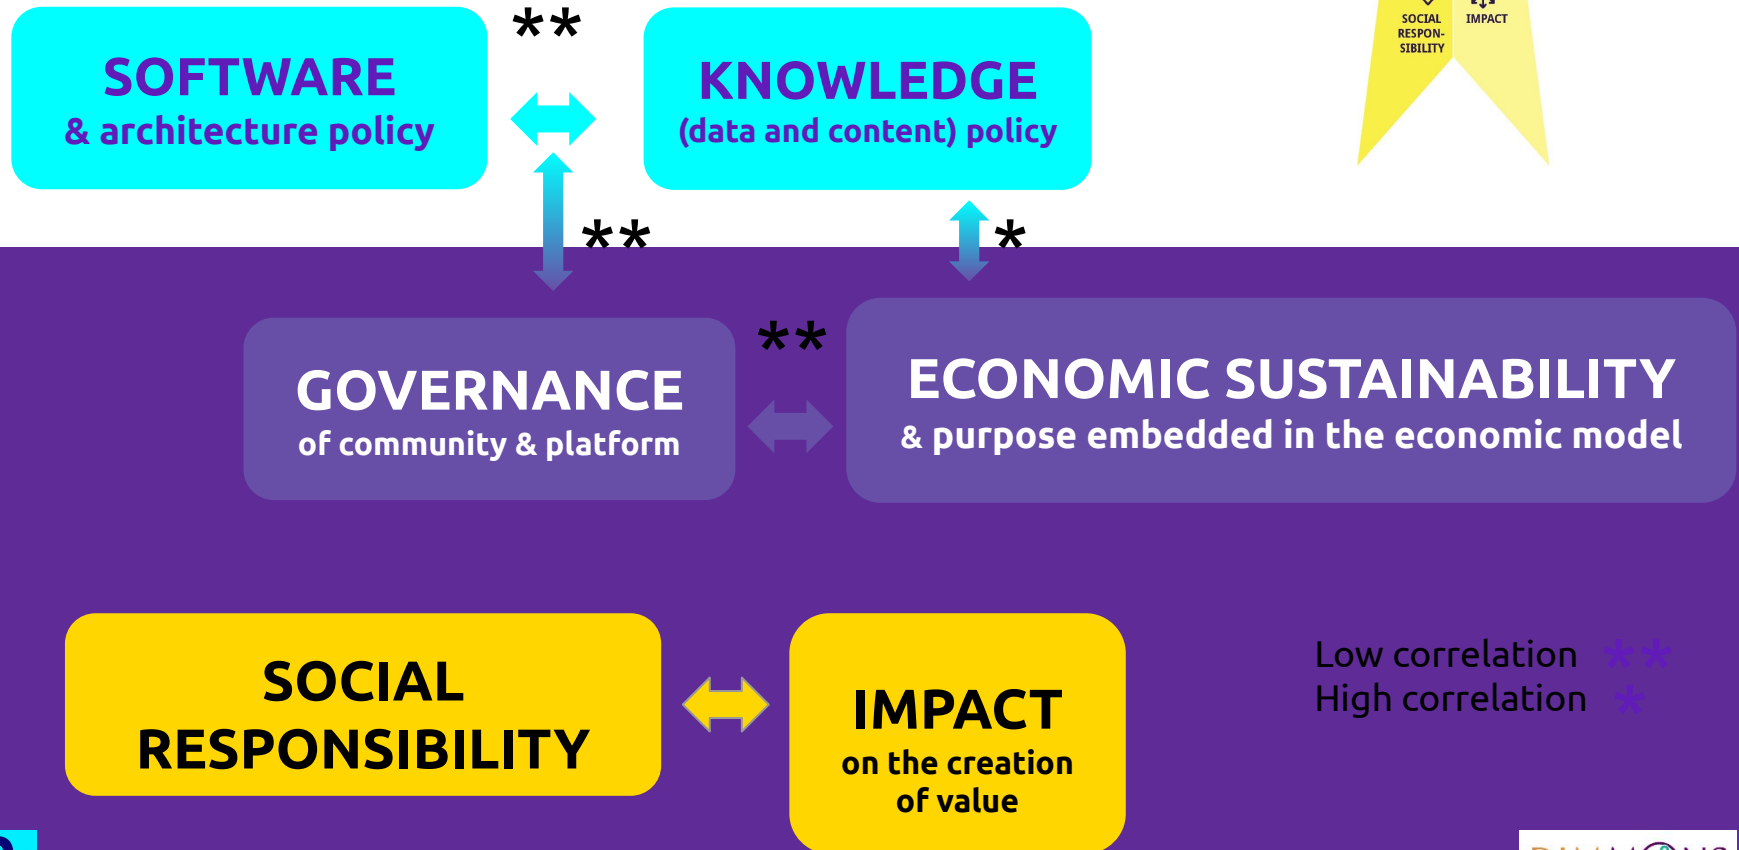 SOFTWARE
& architecture policy
**
KNOWLEDGE
(data and content) policy
SOCIAL
RESPON-
SIBILITY
IMPACT
**
*
GOVERNANCE
of community & platform
**
ECONOMIC SUSTAINABILITY
& purpose embedded in the economic model
SOCIAL
RESPONSIBILITY
IMPACT
on the creation
of value
Low correlation **
High correlation *